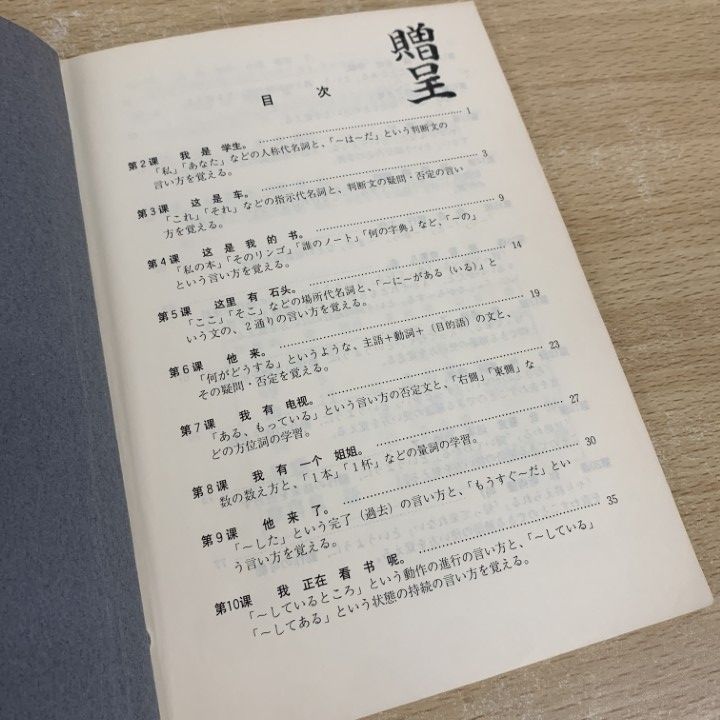 贈呈
目次
第2课 我 是 学生。 1
「私」「あなた」などの人称代名詞と、「～は～だ」という判断文の
言い方を覚える。
第3课 这 是 车。 3
「これ」「それ」などの指示代名詞と、判断文の疑問・否定の言い
方を覚える。
第4课 这 是 我 的 书。 9
「私の本」「そのリンゴ」「誰のノート」「何の字典」など、「～の」
という言い方を覚える。
第5课 这里 有 石头。 14
「ここ」「そこ」などの場所代名詞と、「～に～がある（いる）」と
いう文の、2通りの言い方を覚える。
第6课 他 来。 19
「何がどうする」というような、主語＋動詞＋（目的語）の文と、
その疑問・否定を覚える。
第7课 我 有 电视。 23
「ある、もっている」という言い方の否定文と、「右側」「東側」な
どの方位詞の学習。
第8课 我 有 一个 姐姐。 27
数の数え方と、「1本」「1杯」などの量詞の学習。
第9课 他 来 了。 30
「～した」という完了（過去）の言い方と、「もうすぐ～だ」とい
う言い方を覚える。
第10课 我 正在 看 书 呢。 35
「～しているところ」という動作の進行の言い方と、「～している」
「～してある」という状態の持続の言い方を覚える。